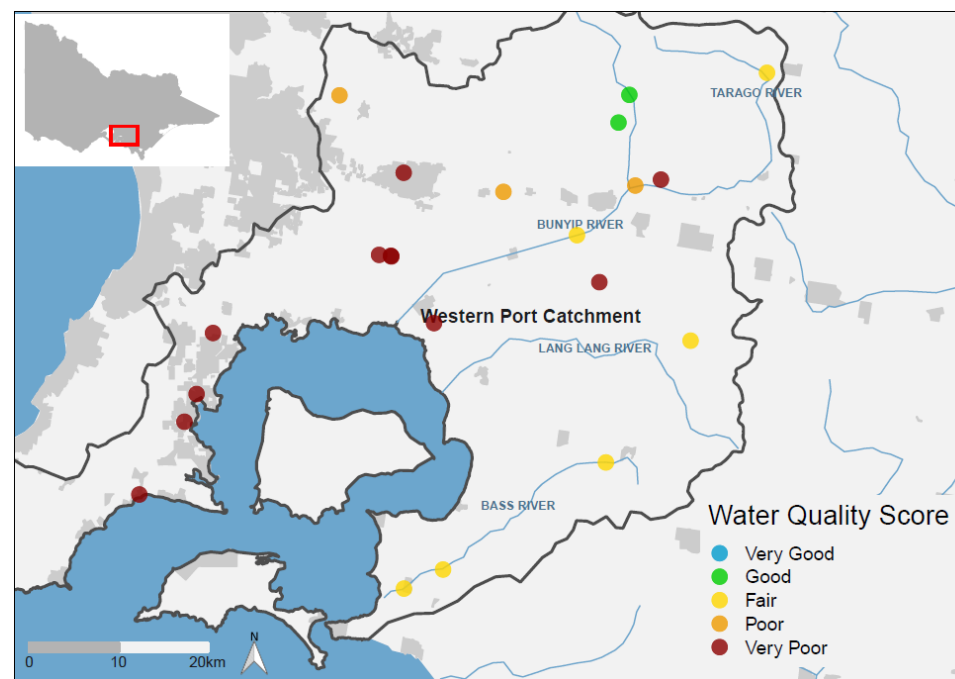 TARAGO RIVER
BUNYIP RIVER
Western Port Catchment
LANG LANG RIVER
BASS RIVER
Water Quality Score
Very Good
Good
Fair
Poor
Very Poor
N
0 10 20km